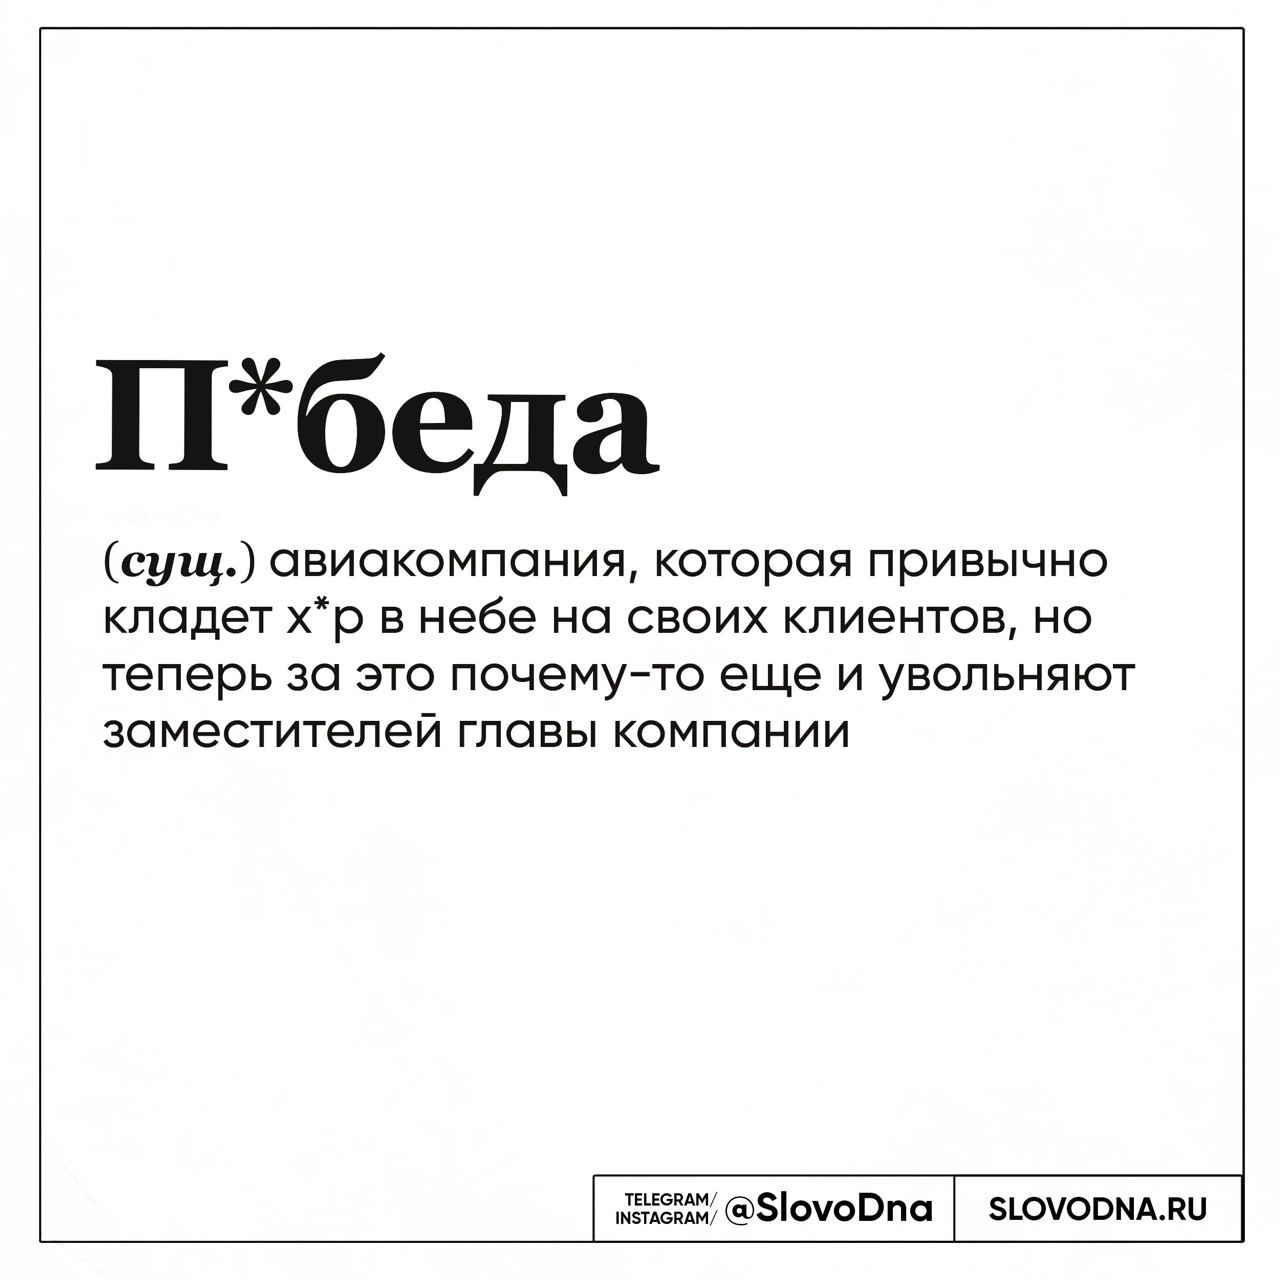 П*беда
@SlovoDna
(сущ.) авиакомпания, которая привычно
кладет х*р в небе на своих клиентов, но
теперь за это почему-то еще и увольняют
заместителей главы компании
TELEGRAM/
INSTAGRAM/
@SlovoDna
SLOVODNA.RU